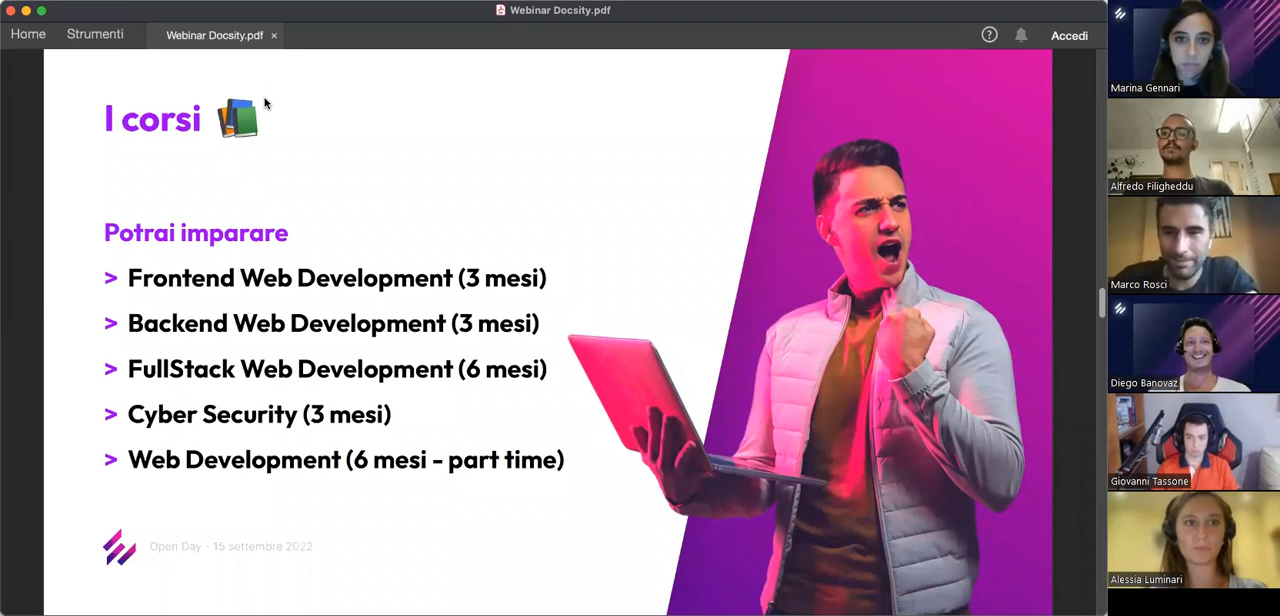 Webinar Docsity.pdf
Home
Strumenti
Webinar Docsity.pdf ×
?
Accedi
I corsi
Potrai imparare
> Frontend Web Development (3 mesi)
> Backend Web Development (3 mesi)
> FullStack Web Development (6 mesi)
> Cyber Security (3 mesi)
> Web Development (6 mesi - part time)
Open Day - 15 settembre 2022
Marina Gennari
Alfredo Filigheddu
Marco Rosci
Diego Banovaz
Giovanni Tassone
Alessia Luminari